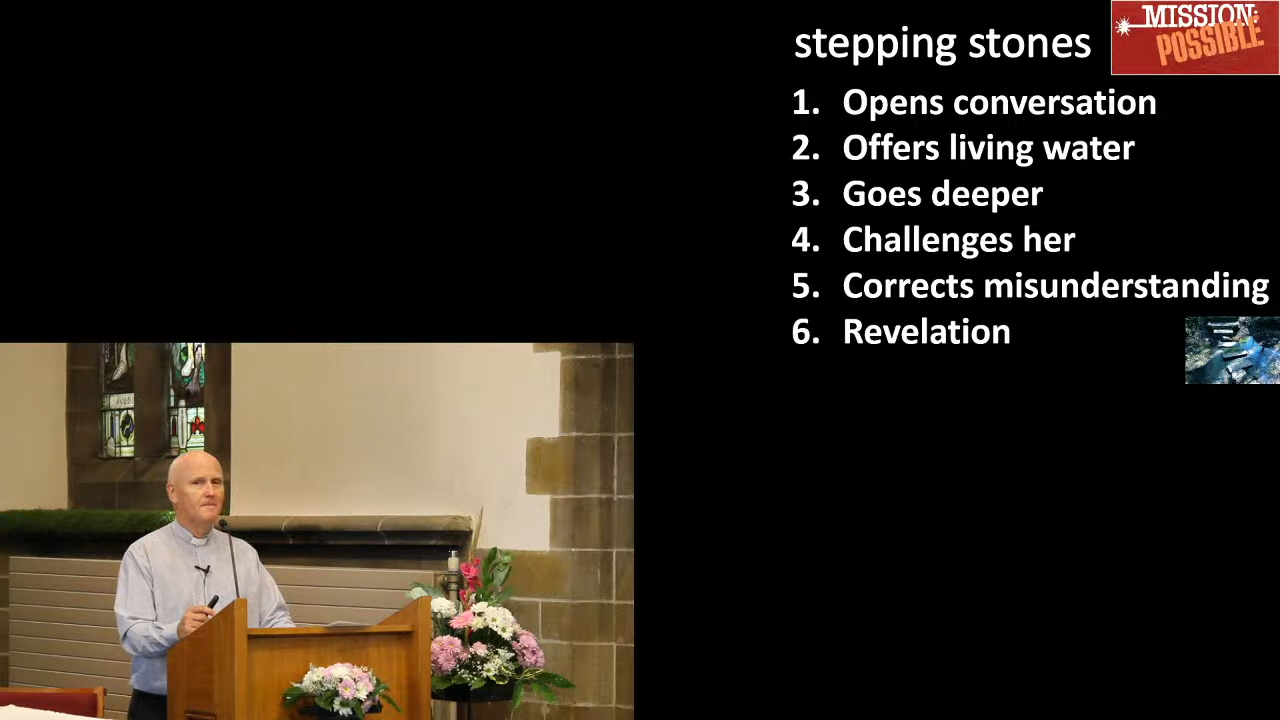 stepping stones
MISSION:
POSSIBLE
1. Opens conversation
2. Offers living water
3. Goes deeper
4. Challenges her
5. Corrects misunderstanding
6. Revelation